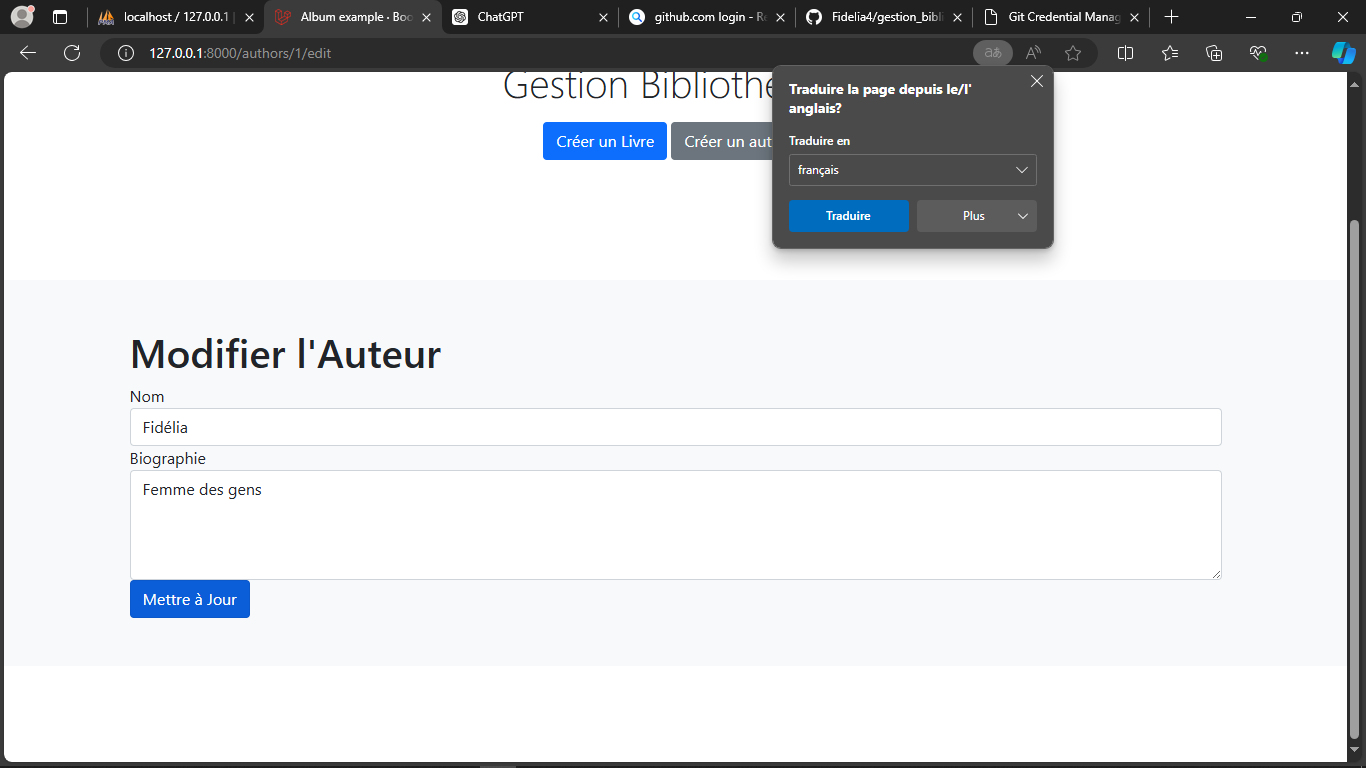 localhost / 127.0.0.1 |
Album example · Boo
ChatGPT
github.com login - Re
Fidelia4/gestion_bibli
Git Credential Manag
127.0.0.1:8000/authors/1/edit
Gestion Bibliothe
Créer un Livre
Créer un aut
Traduire la page depuis le/l'
anglais?
Traduire en
français
Traduire
Plus
Modifier l'Auteur
Nom
Fidélia
Biographie
Femme des gens
Mettre à Jour